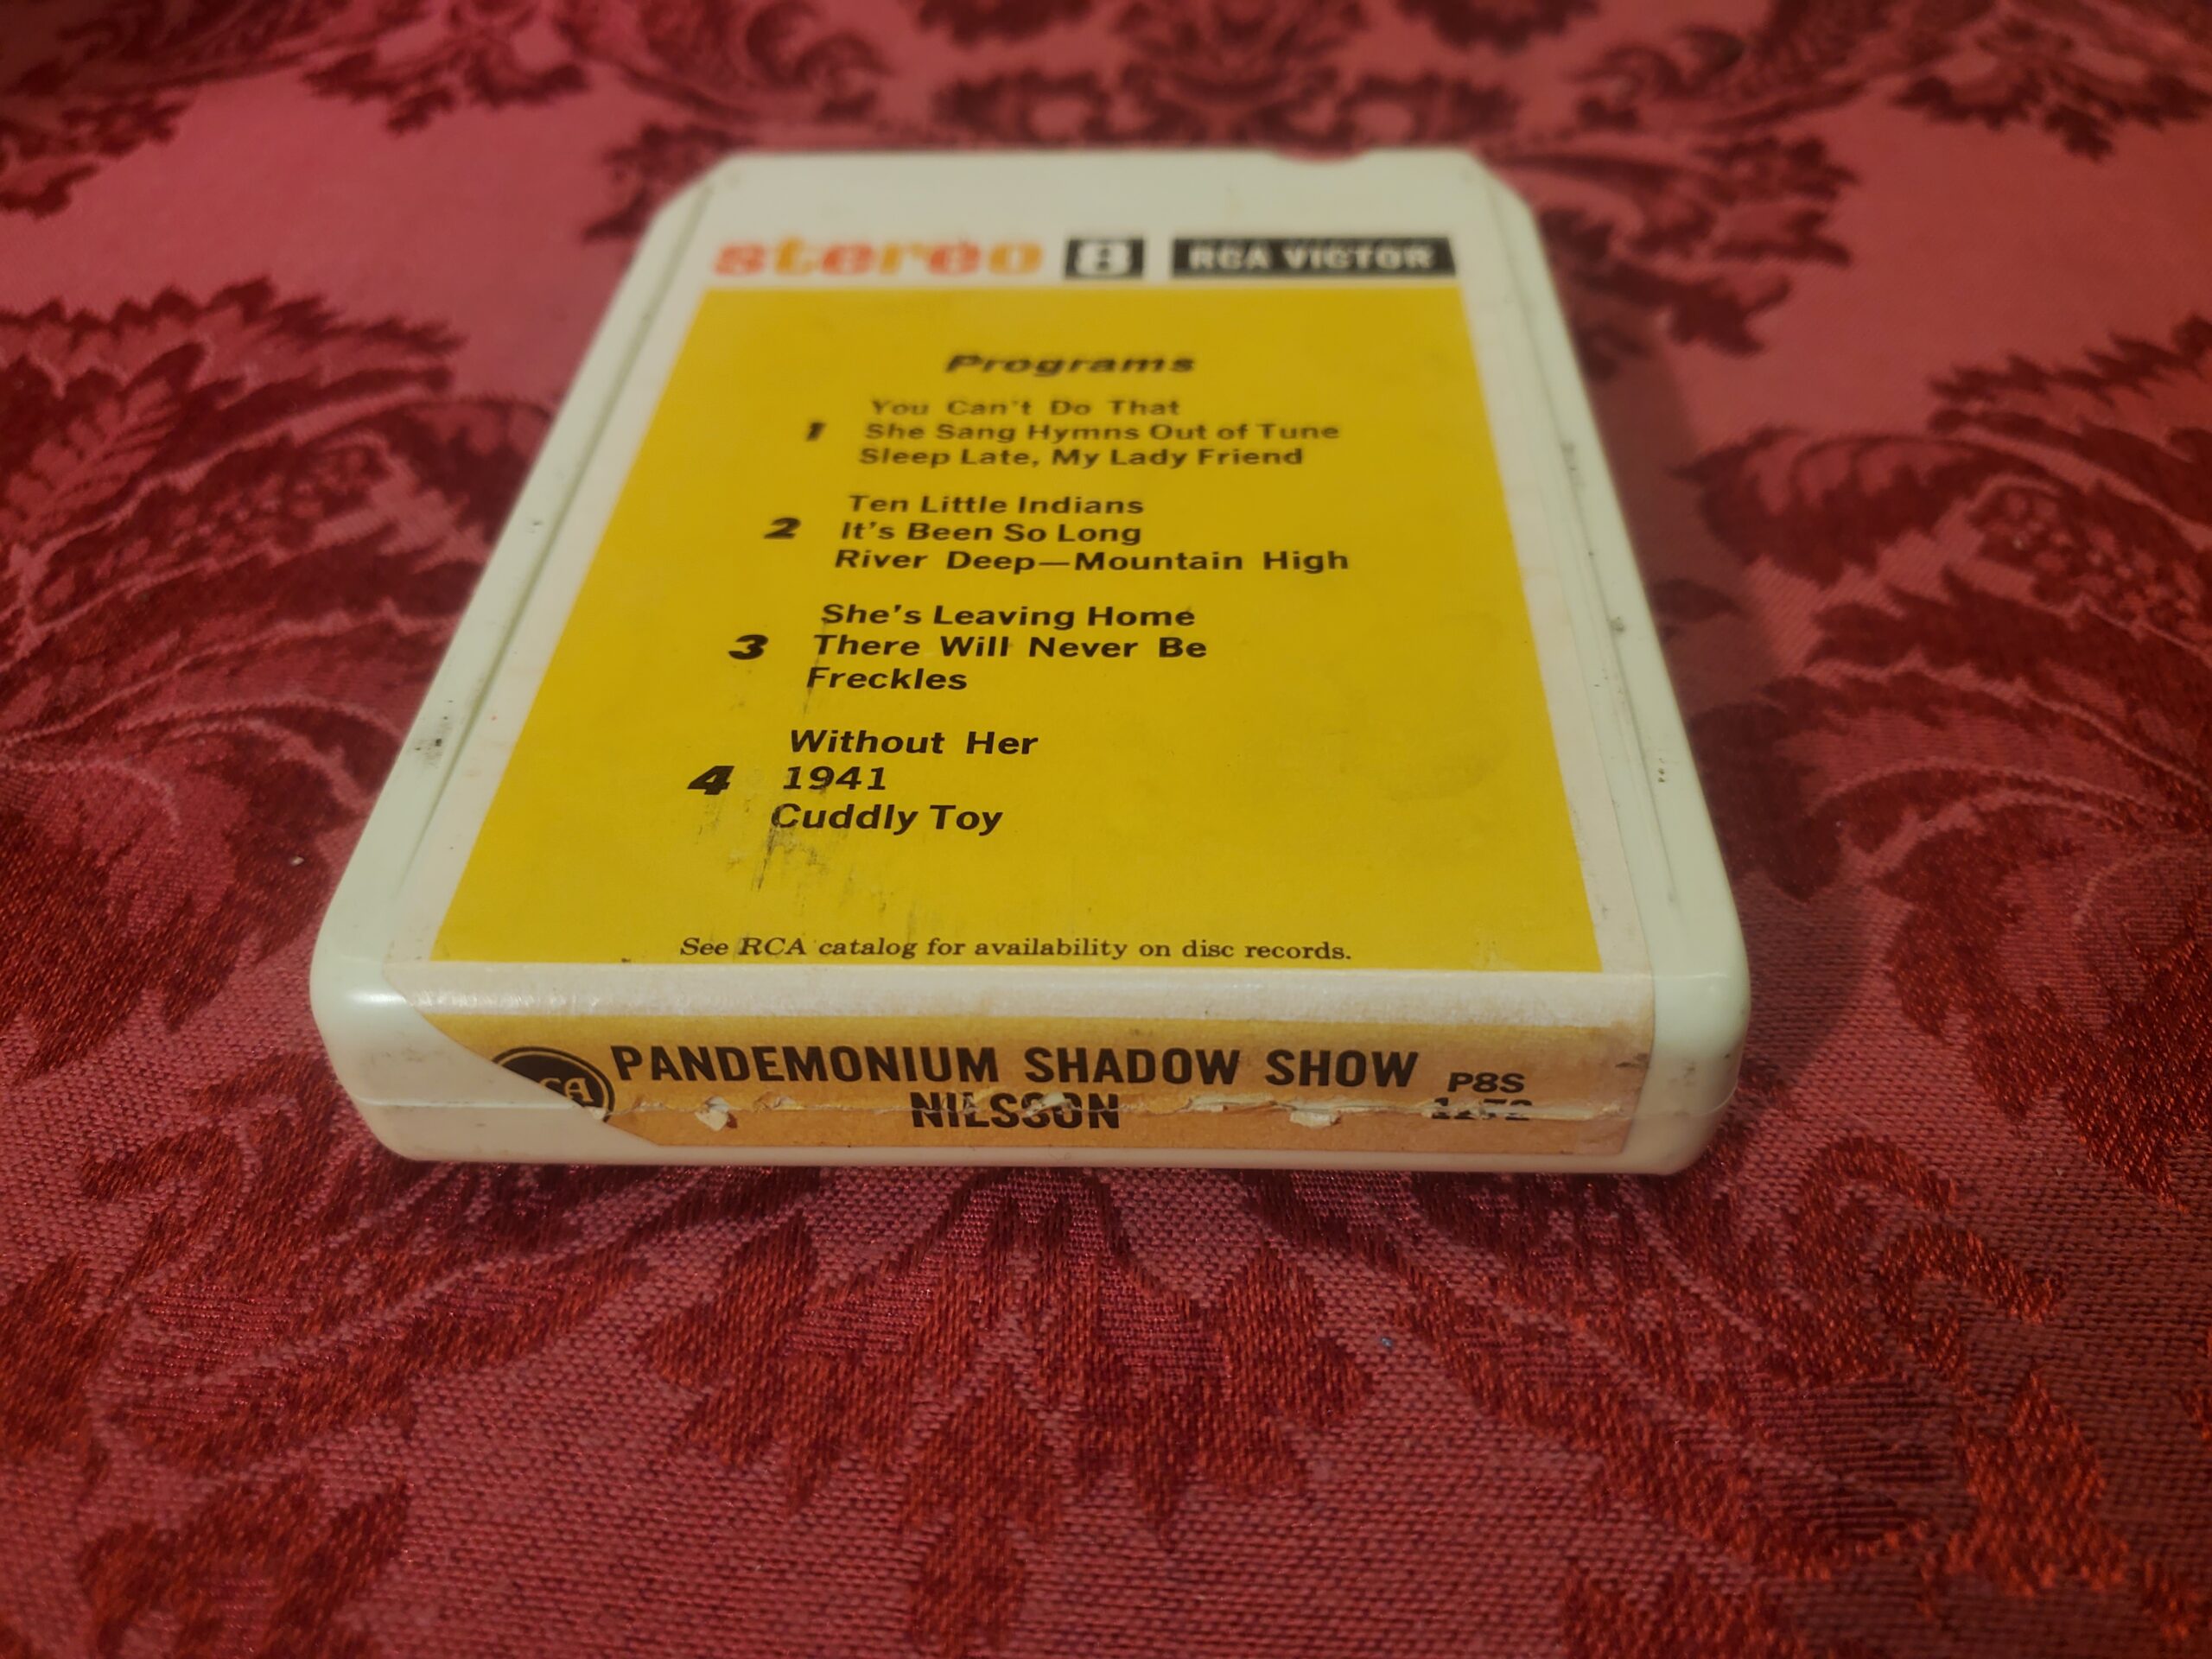 stereo 8 RCA VICTOR
Programs
You Can't Do That
1 She Sang Hymns Out of Tune
Sleep Late, My Lady Friend
Ten Little Indians
2 It's Been So Long
River Deep—Mountain High
She's Leaving Home
3 There Will Never Be
Freckles
Without Her
4 1941
Cuddly Toy
See RCA catalog for availability on disc records.
PANDEMONIUM SHADOW SHOW P8S
NILSSON